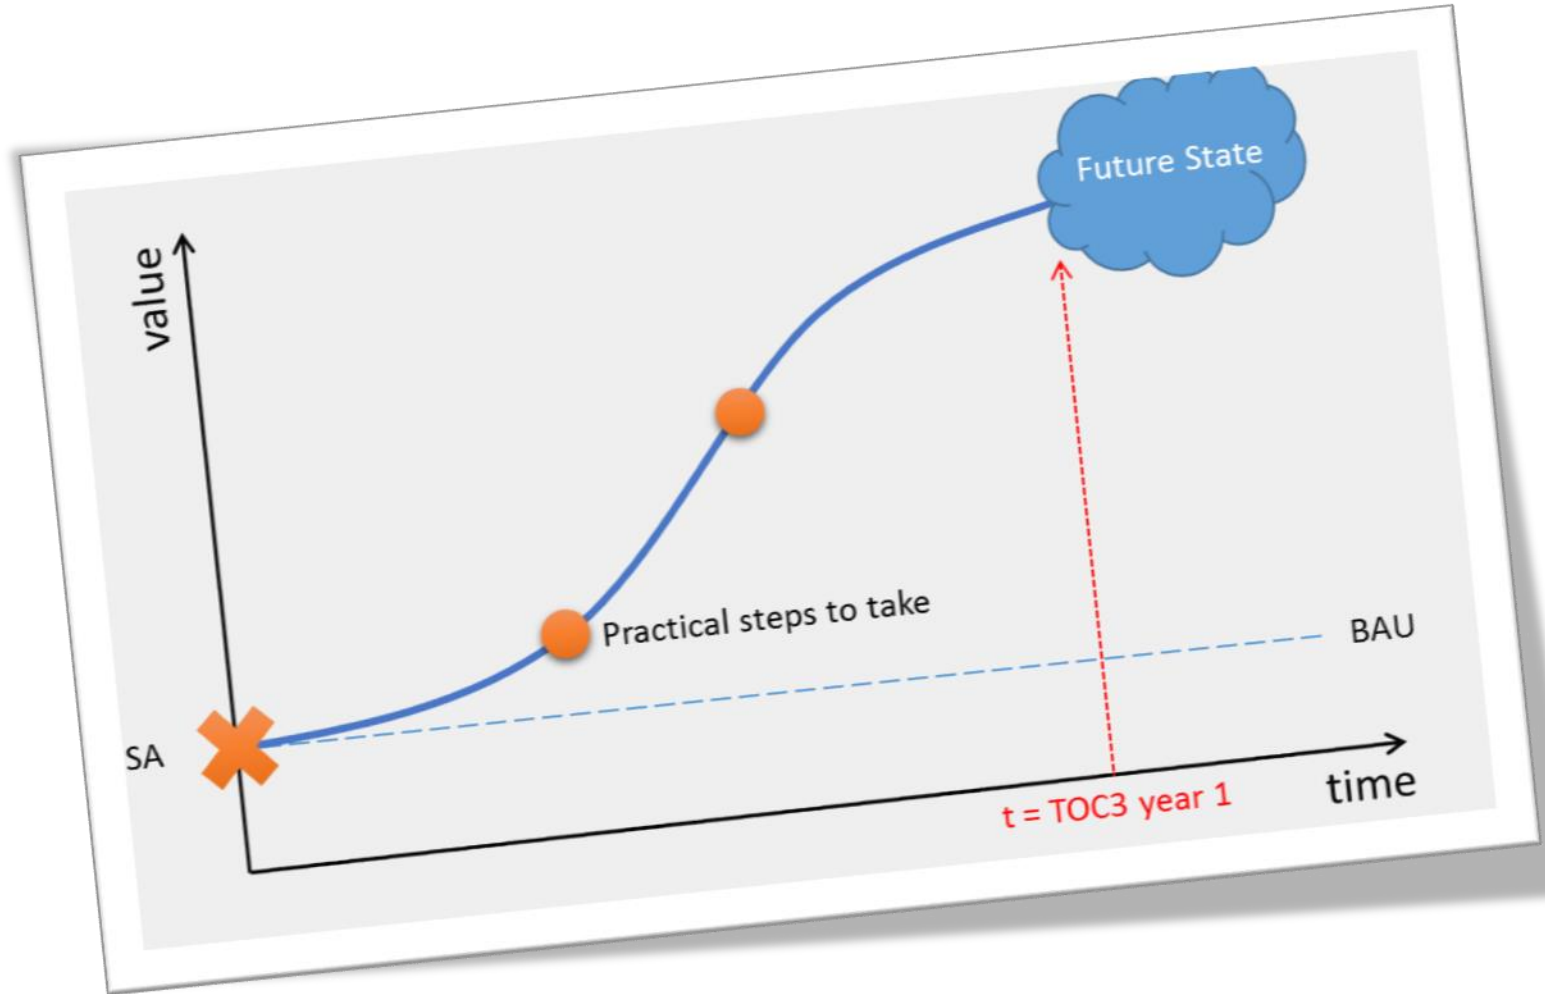 Future State
value
Practical steps to take
BAU
SA
time
t = TOC3 year 1